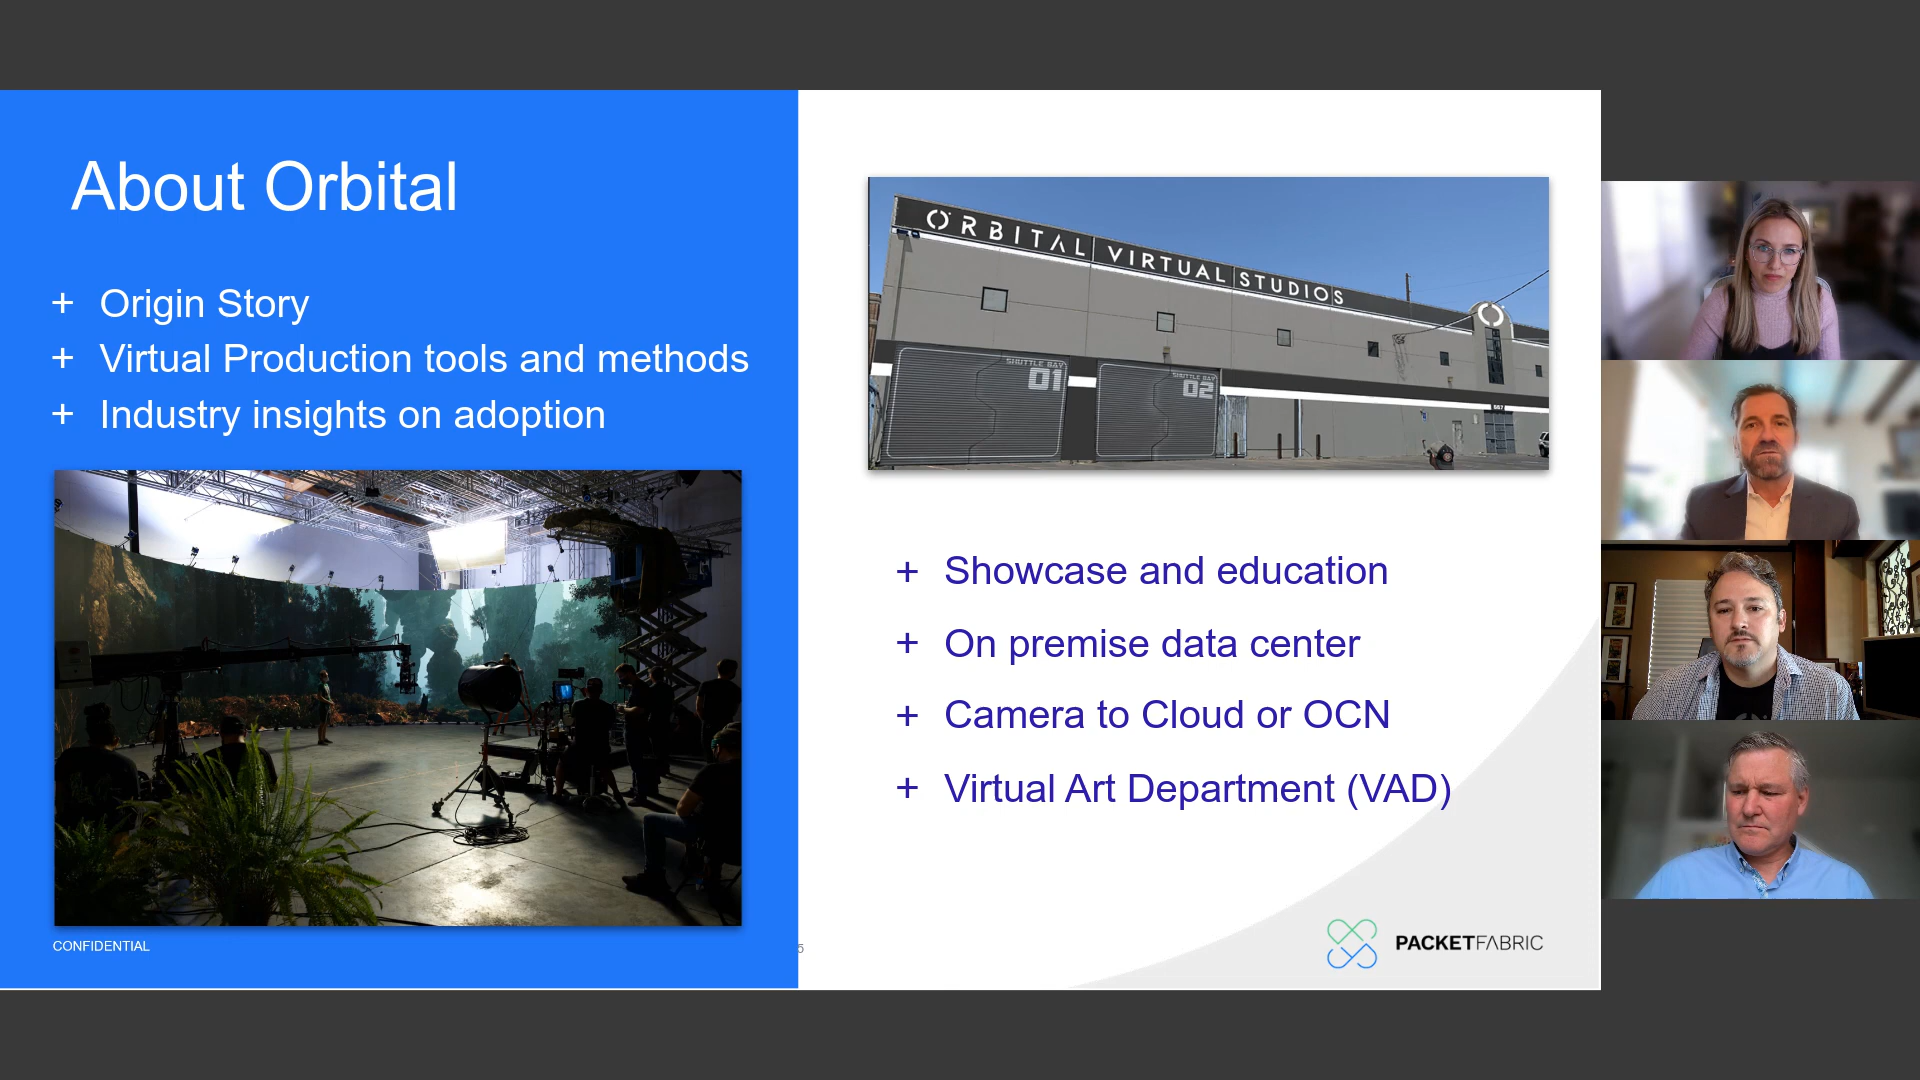 About Orbital
+ Origin Story
+ Virtual Production tools and methods
+ Industry insights on adoption
CONFIDENTIAL
5
ORBITAL VIRTUAL STUDIOS
SHUTTLE BAY
01
SHUTTLE BAY
02
+ Showcase and education
+ On premise data center
+ Camera to Cloud or OCN
+ Virtual Art Department (VAD)
PACKETFABRIC